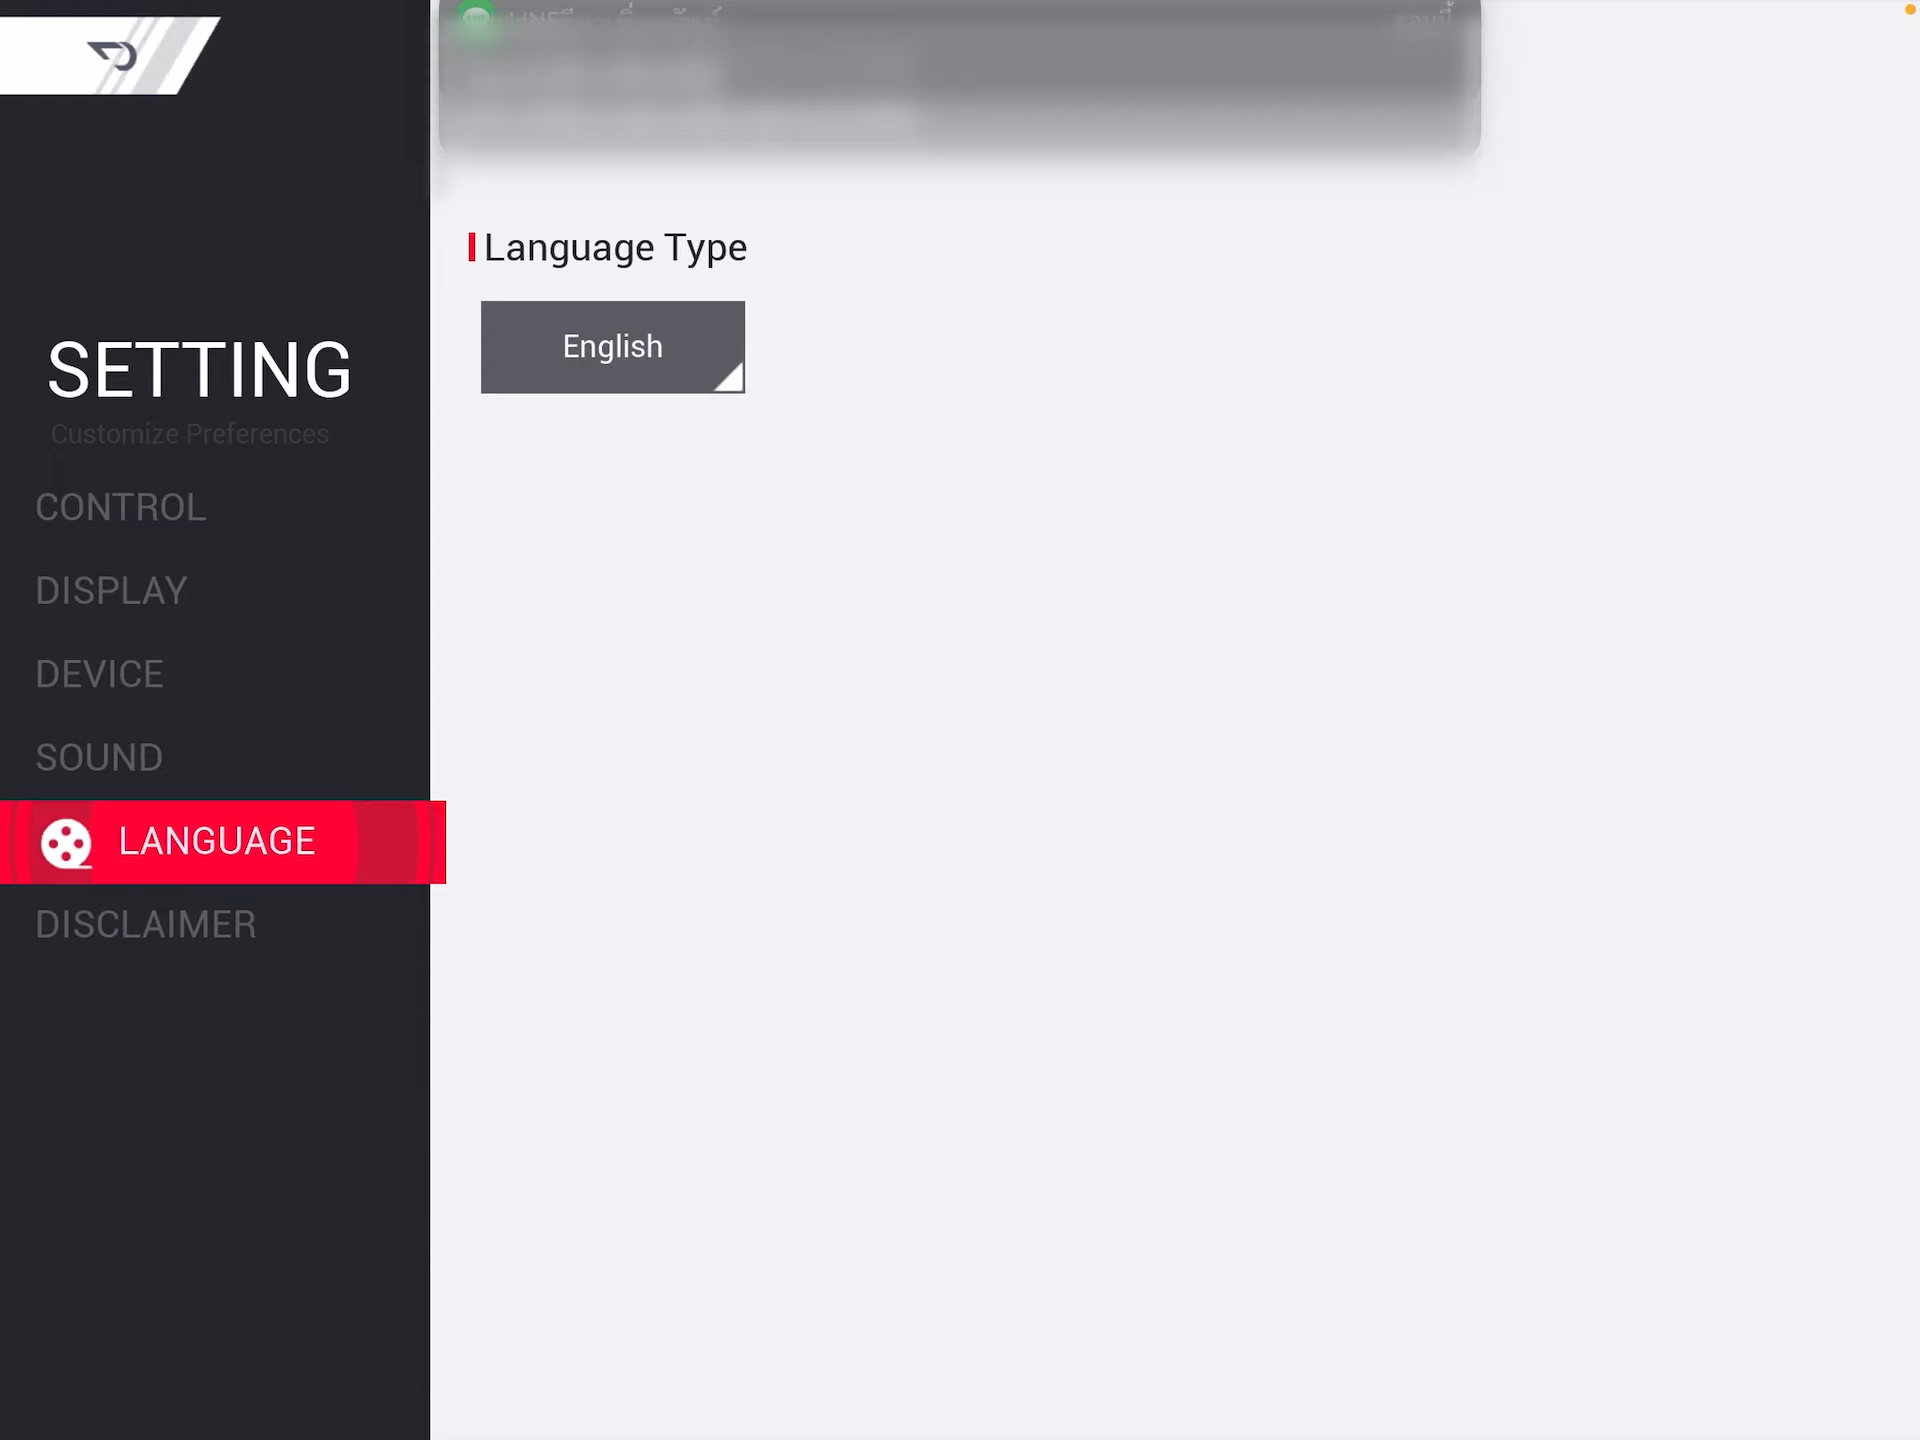 SETTING
Customize Preferences
CONTROL
DISPLAY
DEVICE
SOUND
LANGUAGE
DISCLAIMER
Language Type
English